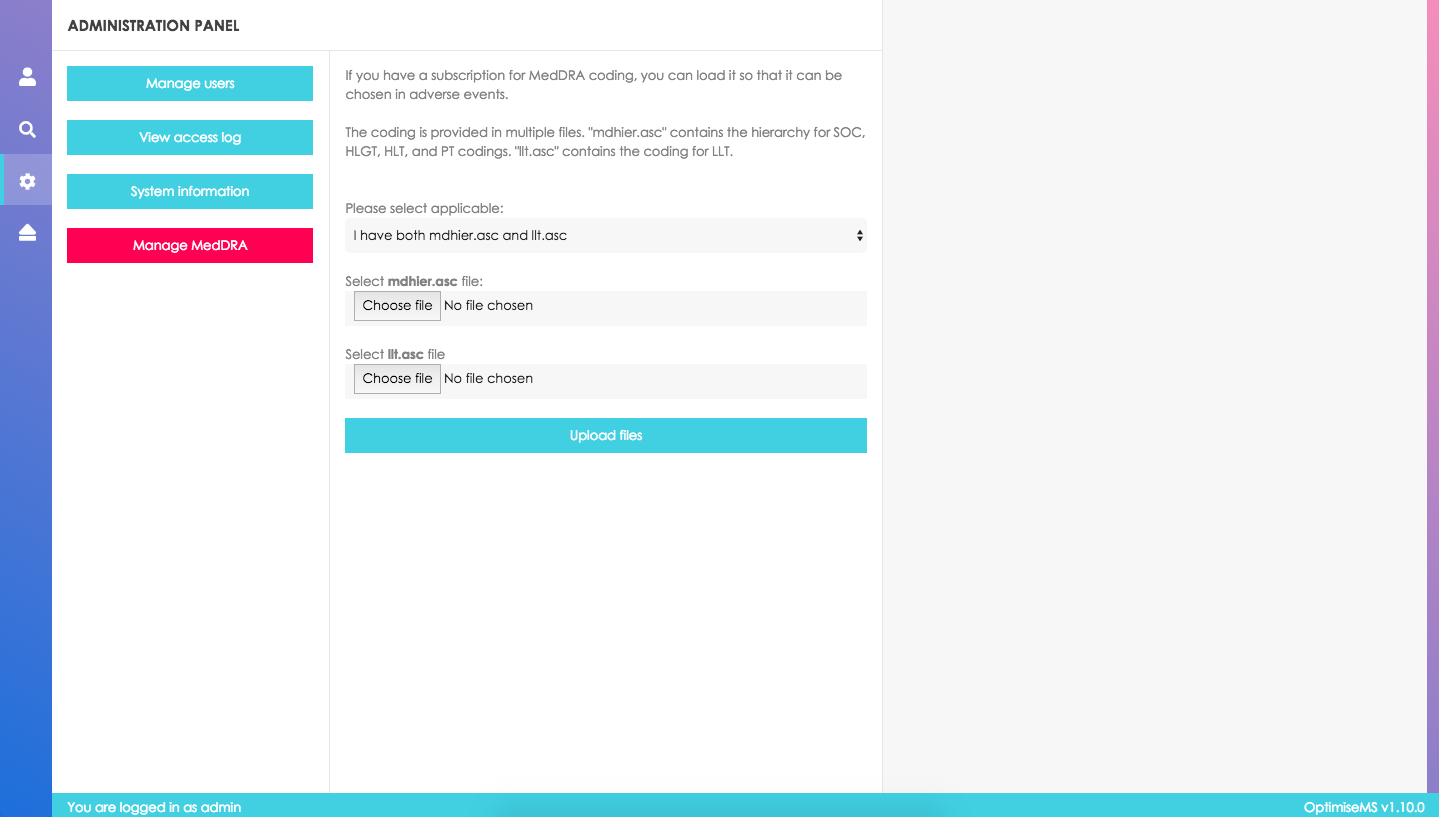 ADMINISTRATION PANEL
Manage users
View access log
System information
Manage MedDRA
If you have a subscription for MedDRA coding, you can load it so that it can be
chosen in adverse events.
The coding is provided in multiple files. "mdhier.asc" contains the hierarchy for SOC,
HLGT, HLT, and PT codings. "llt.asc" contains the coding for LLT.
Please select applicable:
I have both mdhier.asc and llt.asc
Select mdhier.asc file:
Choose file No file chosen
Select llt.asc file
Choose file No file chosen
Upload files
You are logged in as admin
OptimiseMS v1.10.0